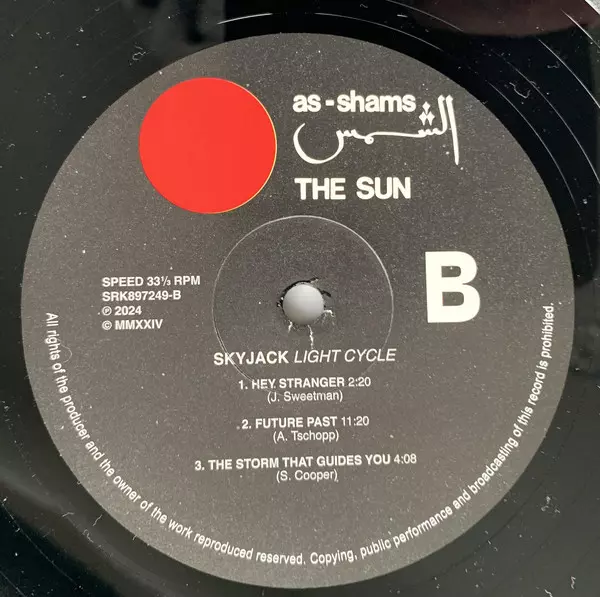 as-shams
الشمس
THE SUN
B
SPEED 33⅓ RPM
SRK897249-B
℗ 2024
© MMXXIV
SKYJACK LIGHT CYCLE
1. HEY STRANGER 2:20
(J. Sweetman)
2. FUTURE PAST 11:20
(A. Tschopp)
3. THE STORM THAT GUIDES YOU 4:08
(S. Cooper)
All rights of the producer and the owner of the work reproduced reserved. Copying, public performance and broadcasting of this record is prohibited.